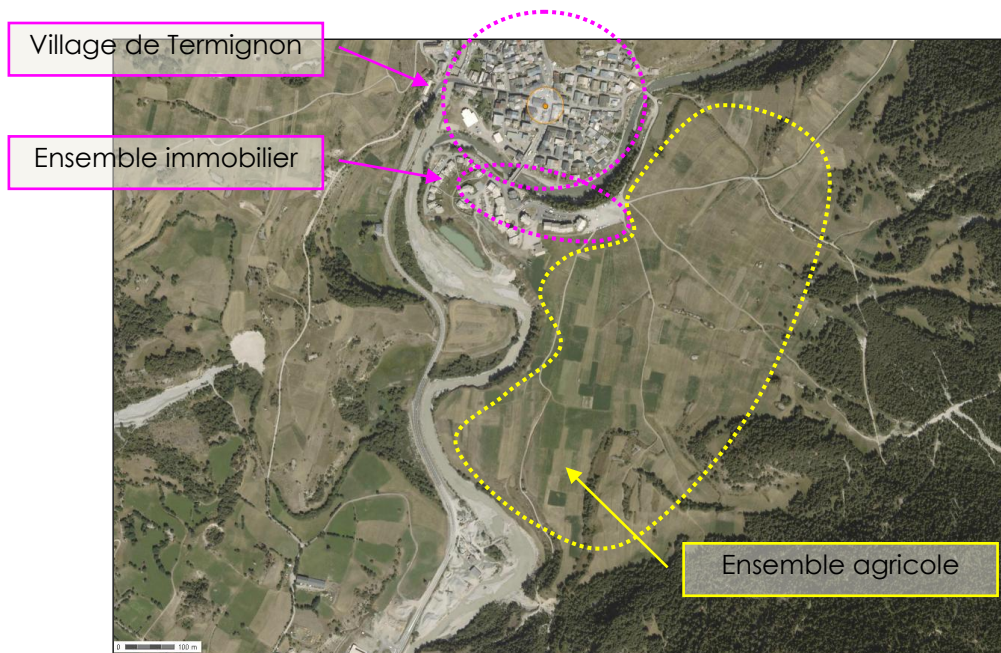 Village de Termignon
Ensemble immobilier
Ensemble agricole
0 100 m